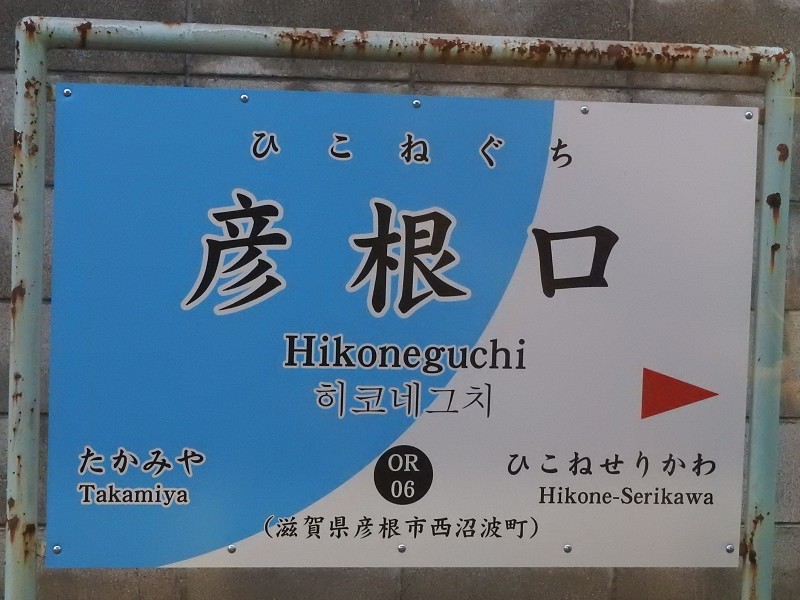 ひこねぐち
彦根口
Hikoneguchi
히코네그치
たかみや
Takamiya
OR
06
ひこねせりかわ
Hikone-Serikawa
(滋賀県彦根市西沼波町)